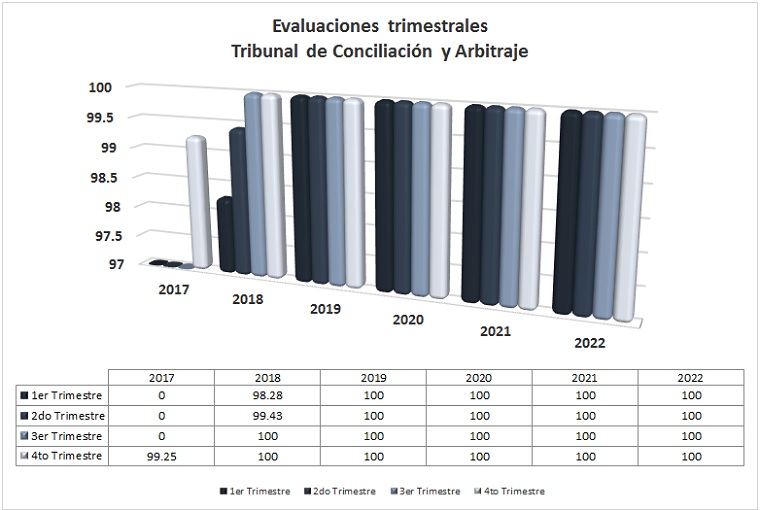 Evaluaciones trimestrales
Tribunal de Conciliación y Arbitraje
100
99.5
99
98.5
98
97.5
97
2017
2018
2019
2020
2021
2022
2017 2018 2019 2020 2021 2022
1er Trimestre 0 98.28 100 100 100 100
2do Trimestre 0 99.43 100 100 100 100
3er Trimestre 0 100 100 100 100 100
4to Trimestre 99.25 100 100 100 100 100
1er Trimestre 2do Trimestre 3er Trimestre 4to Trimestre